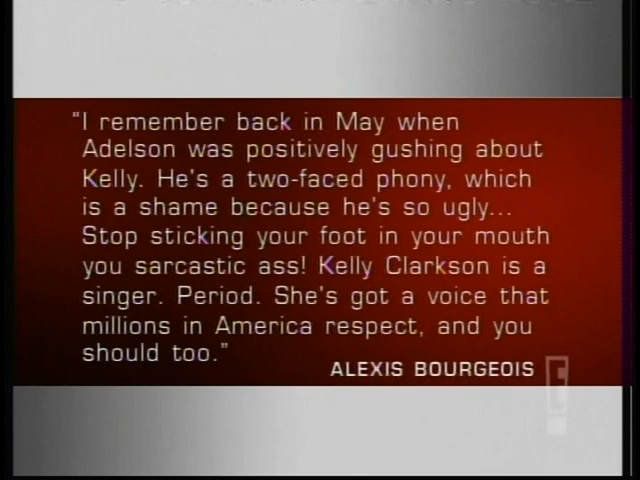 "I remember back in May when
Adelson was positively gushing about
Kelly. He's a two-faced phony, which
is a shame because he's so ugly...
Stop sticking your foot in your mouth
you sarcastic ass! Kelly Clarkson is a
singer. Period. She's got a voice that
millions in America respect, and you
should too."
ALEXIS BOURGEOIS
E!